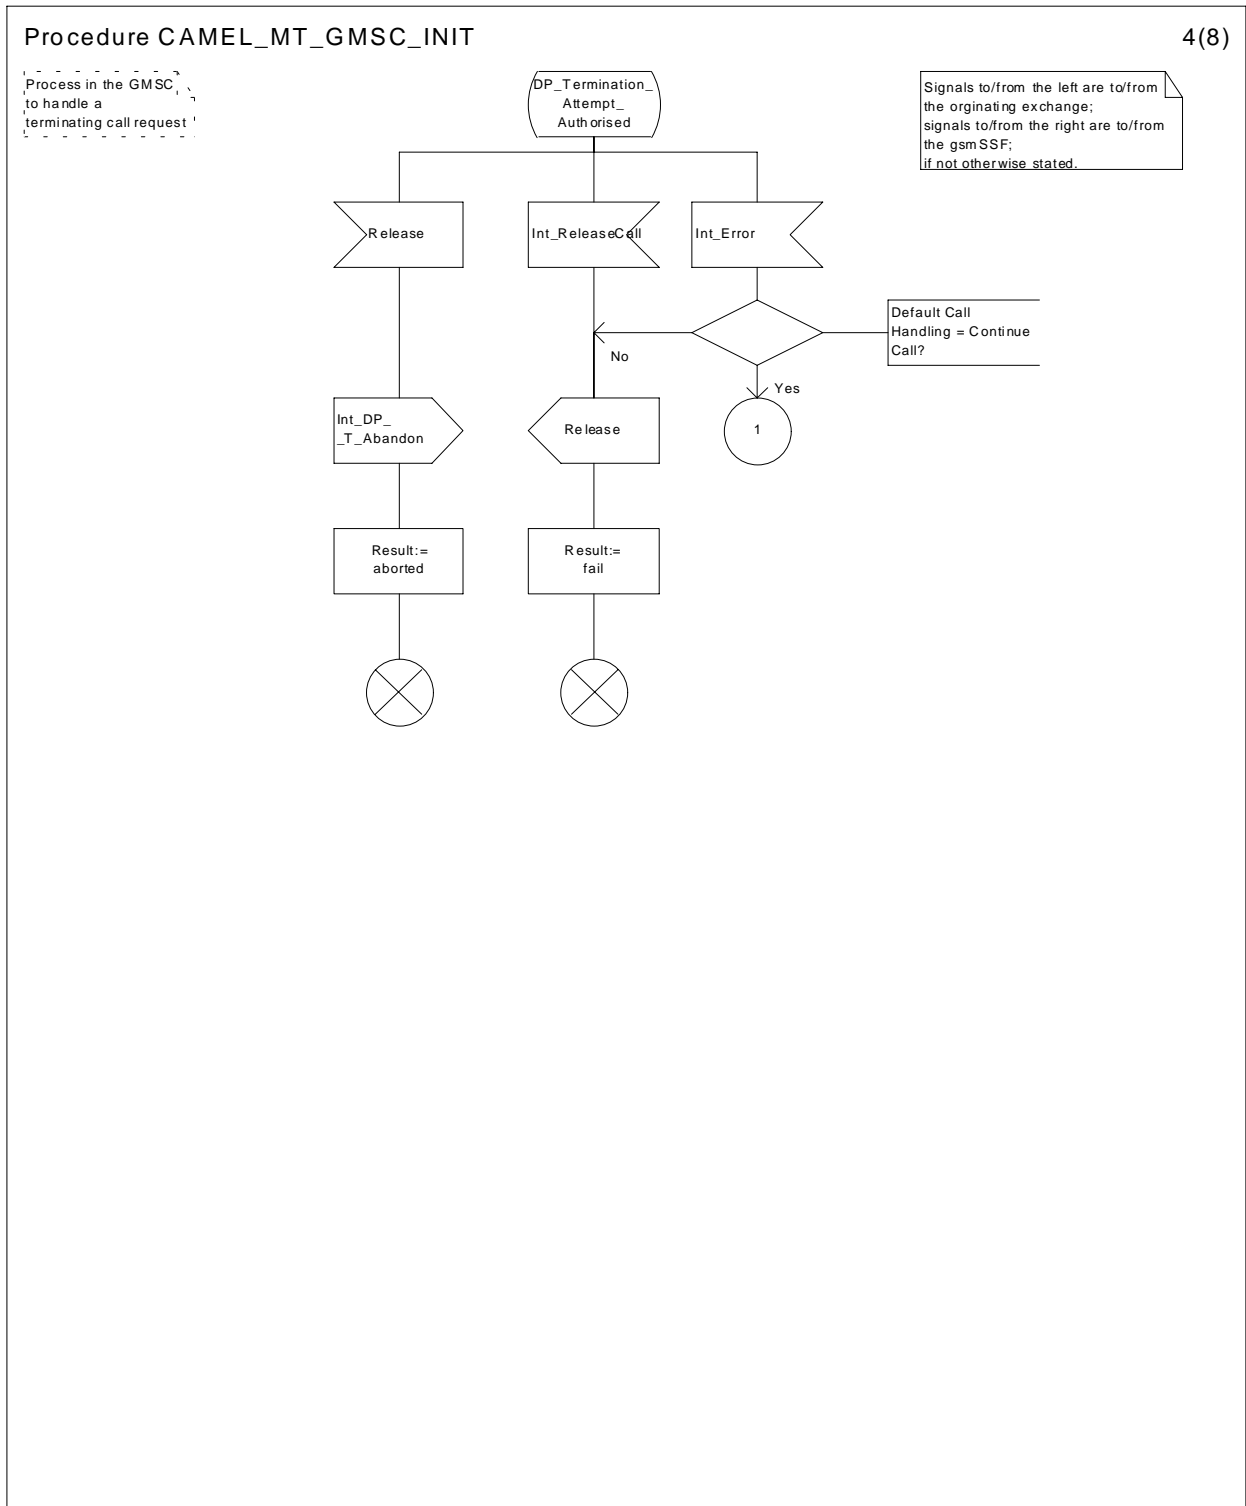 Procedure CAMEL_MT_GMSC_INIT
4(8)
Process in the GMSC
to handle a
terminating call request
DP_Termination_
Attempt_
Authorised
Signals to/from the left are to/from
the orginating exchange;
signals to/from the right are to/from
the gsmSSF;
if not otherwise stated.
Release
Int_ReleaseCall
Int_Error
Default Call
Handling = Continue
Call?
No
Yes
Int_DP_
_T_Abandon
Release
1
Result:=
aborted
Result:=
fail